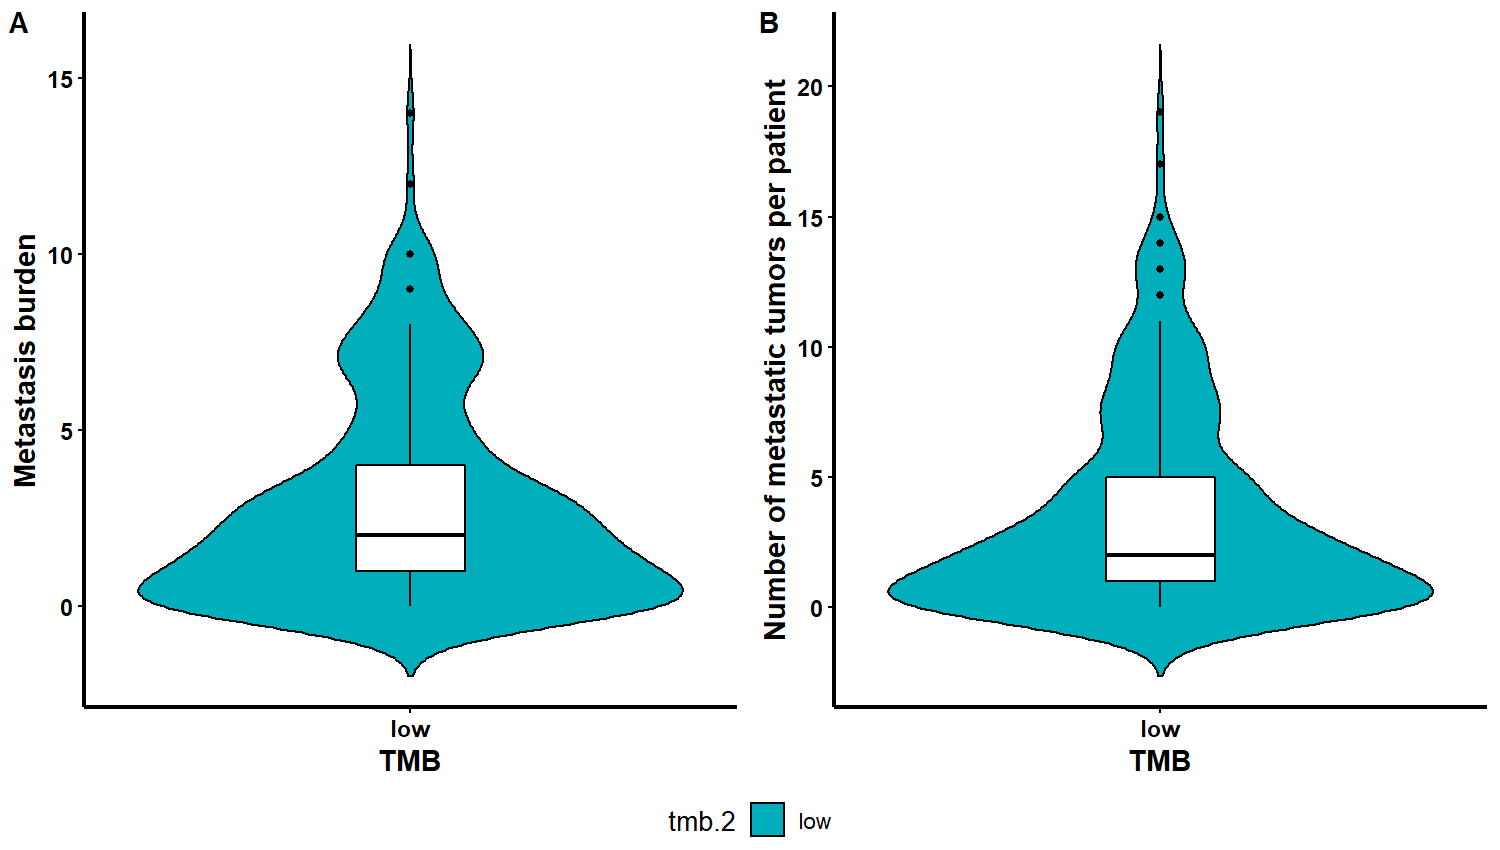 A
Metastasis burden
15
10
5
0
low
TMB
B
Number of metastatic tumors per patient
20
15
10
5
0
low
TMB
tmb.2 low